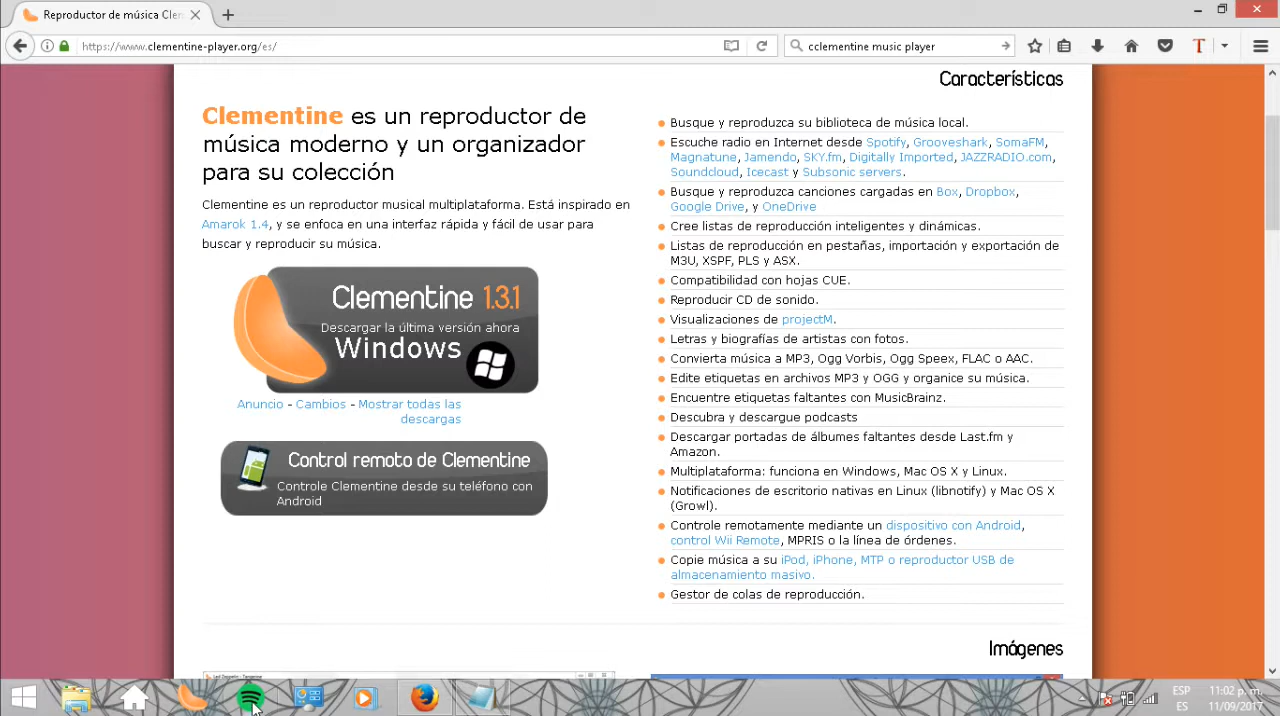 Reproductor de música Cle
https://www.clementine-player.org/es/
cclementine music player
Características
Clementine es un reproductor de
música moderno y un organizador
para su colección
Clementine es un reproductor musical multiplataforma. Está inspirado en
Amarok 1.4, y se enfoca en una interfaz rápida y fácil de usar para
buscar y reproducir su música.
Clementine 1.3.1
Descargar la última versión ahora
Windows
Anuncio - Cambios - Mostrar todas las
descargas
Control remoto de Clementine
Controle Clementine desde su teléfono con
Android
Busque y reproduzca su biblioteca de música local.
Escuche radio en Internet desde Spotify, Grooveshark, SomaFM,
Magnatune, Jamendo, SKY.fm, Digitally Imported, JAZZRADIO.com,
Soundcloud, Icecast y Subsonic servers.
Busque y reproduzca canciones cargadas en Box, Dropbox,
Google Drive, y OneDrive
Cree listas de reproducción inteligentes y dinámicas.
Listas de reproducción en pestañas, importación y exportación de
M3U, XSPF, PLS y ASX.
Compatibilidad con hojas CUE.
Reproducir CD de sonido.
Visualizaciones de projectM.
Letras y biografías de artistas con fotos.
Convierta música a MP3, Ogg Vorbis, Ogg Speex, FLAC o AAC.
Edite etiquetas en archivos MP3 y OGG y organice su música.
Encuentre etiquetas faltantes con MusicBrainz.
Descubra y descargue podcasts
Descargar portadas de álbumes faltantes desde Last.fm y
Amazon.
Multiplataforma: funciona en Windows, Mac OS X y Linux.
Notificaciones de escritorio nativas en Linux (libnotify) y Mac OS X
(Growl).
Controle remotamente mediante un dispositivo con Android,
control Wii Remote, MPRIS o la línea de órdenes.
Copie música a su iPod, iPhone, MTP o reproductor USB de
almacenamiento masivo.
Gestor de colas de reproducción.
Imágenes
ESP
ES
11:02 p. m.
11/09/2017